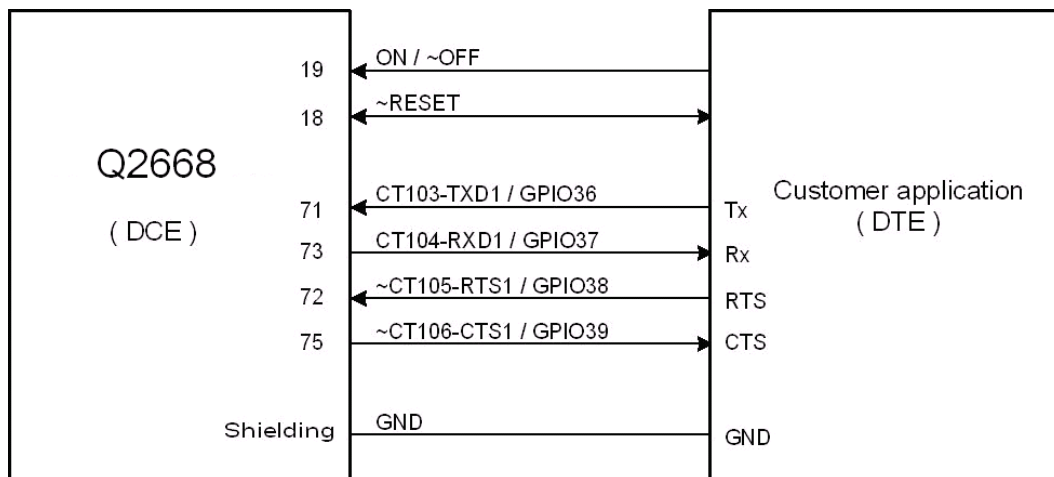 19 ON / ~OFF
18 ~RESET
Q2668
( DCE )
71 CT103-TXD1 / GPIO36 Tx
73 CT104-RXD1 / GPIO37 Rx
72 ~CT105-RTS1 / GPIO38 RTS
75 ~CT106-CTS1 / GPIO39 CTS
Customer application
( DTE )
Shielding GND GND